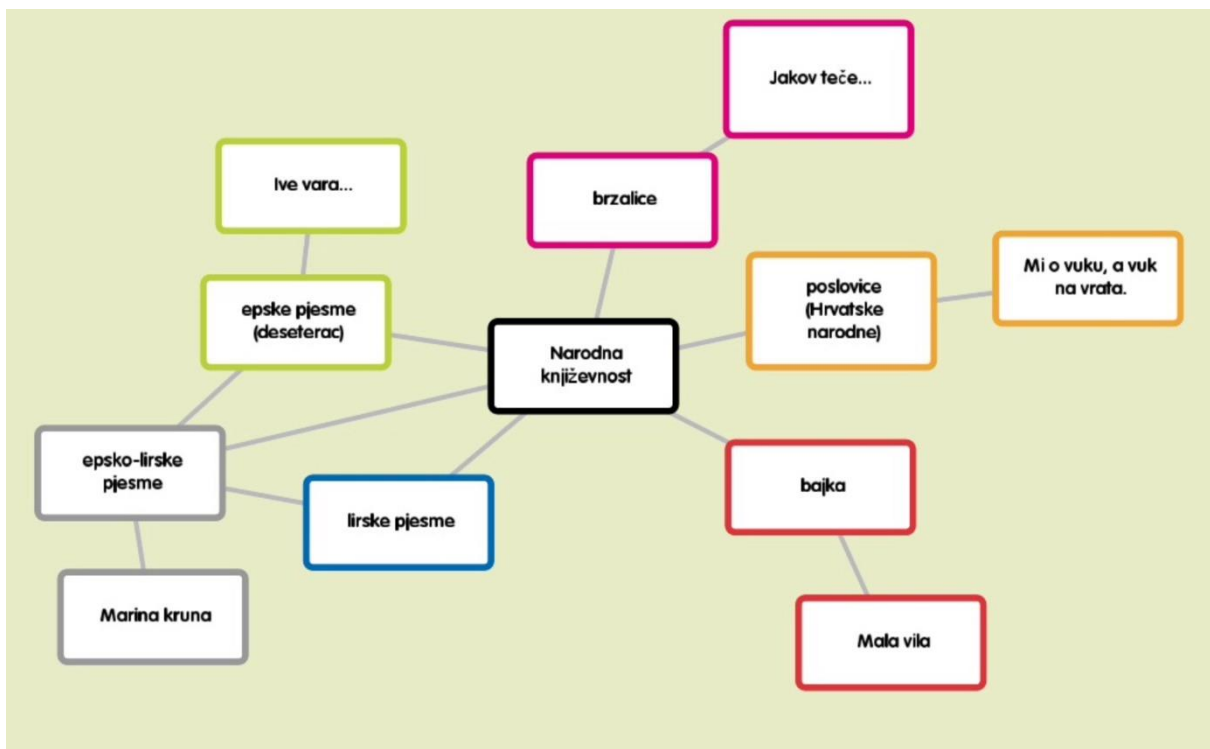 Jakov teče...
Ive vara...
brzalice
Mi o vuku, a vuk
na vrata.
poslovice
(Hrvatske
narodne)
epske pjesme
(deseterac)
Narodna
književnost
epsko-lirske
pjesme
bajka
lirske pjesme
Marina kruna
Mala vila